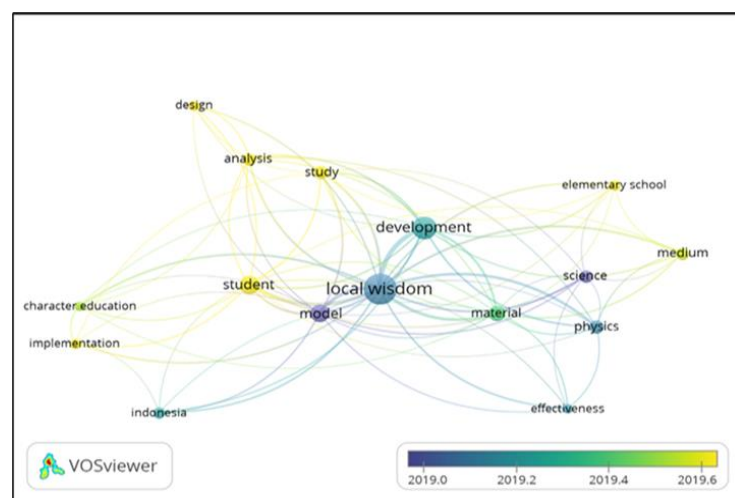 design
analysis
study
elementary school
development
medium
science
student
local wisdom
character education
model
material
physics
implementation
indonesia
effectiveness
VOSviewer
2019.0 2019.2 2019.4 2019.6